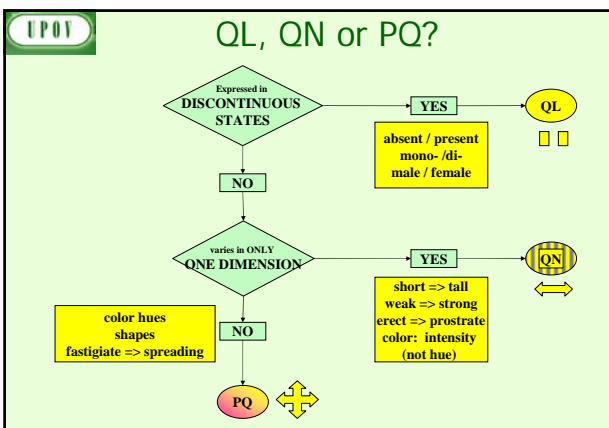 UPOV
QL, QN or PQ?
Expressed in
DISCONTINUOUS
STATES
YES
QL
absent / present
mono- /di-
male / female
NO
varies in ONLY
ONE DIMENSION
YES
QN
short => tall
weak => strong
erect => prostrate
color: intensity
(not hue)
color hues
shapes
fastigiate => spreading
NO
PQ